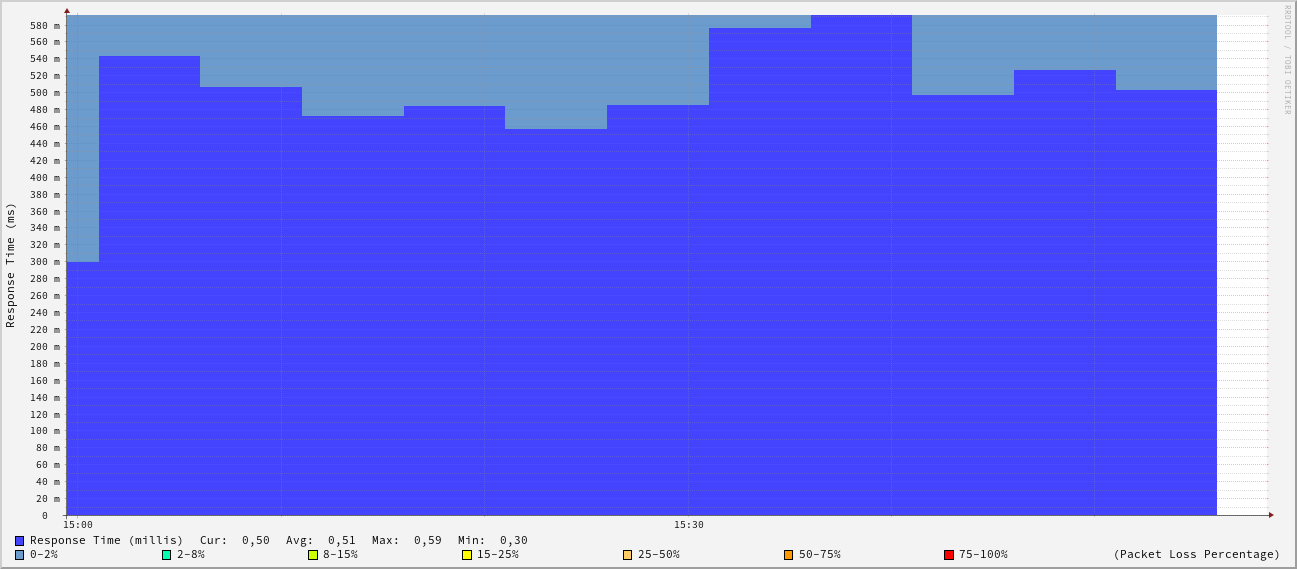 RRDTOOL / TOBI OETIKER
Response Time (ms)
580 m
560 m
540 m
520 m
500 m
480 m
460 m
440 m
420 m
400 m
380 m
360 m
340 m
320 m
300 m
280 m
260 m
240 m
220 m
200 m
180 m
160 m
140 m
120 m
100 m
80 m
60 m
40 m
20 m
0
15:00 15:30
Response Time (millis) Cur: 0,50 Avg: 0,51 Max: 0,59 Min: 0,30
0-2% 2-8% 8-15% 15-25% 25-50% 50-75% 75-100% (Packet Loss Percentage)